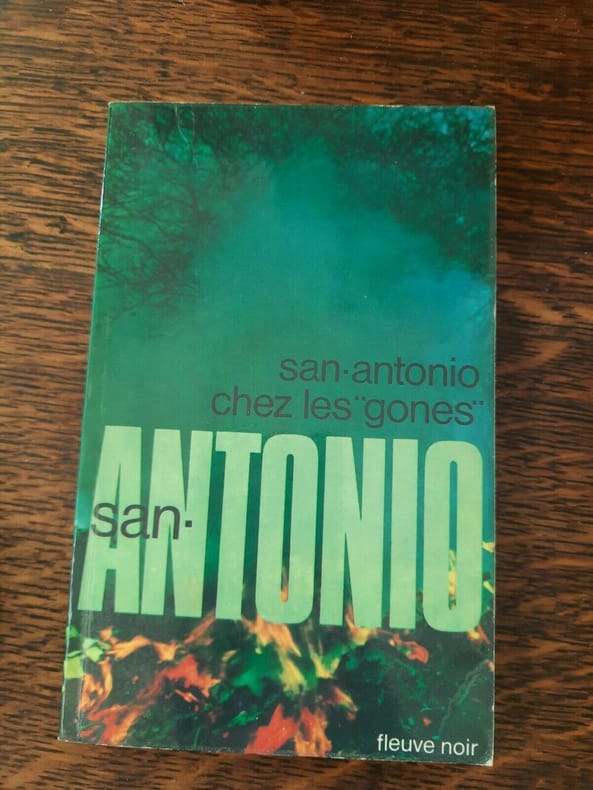 san·antonio
chez les "gones"
san·
ANTONIO
fleuve noir